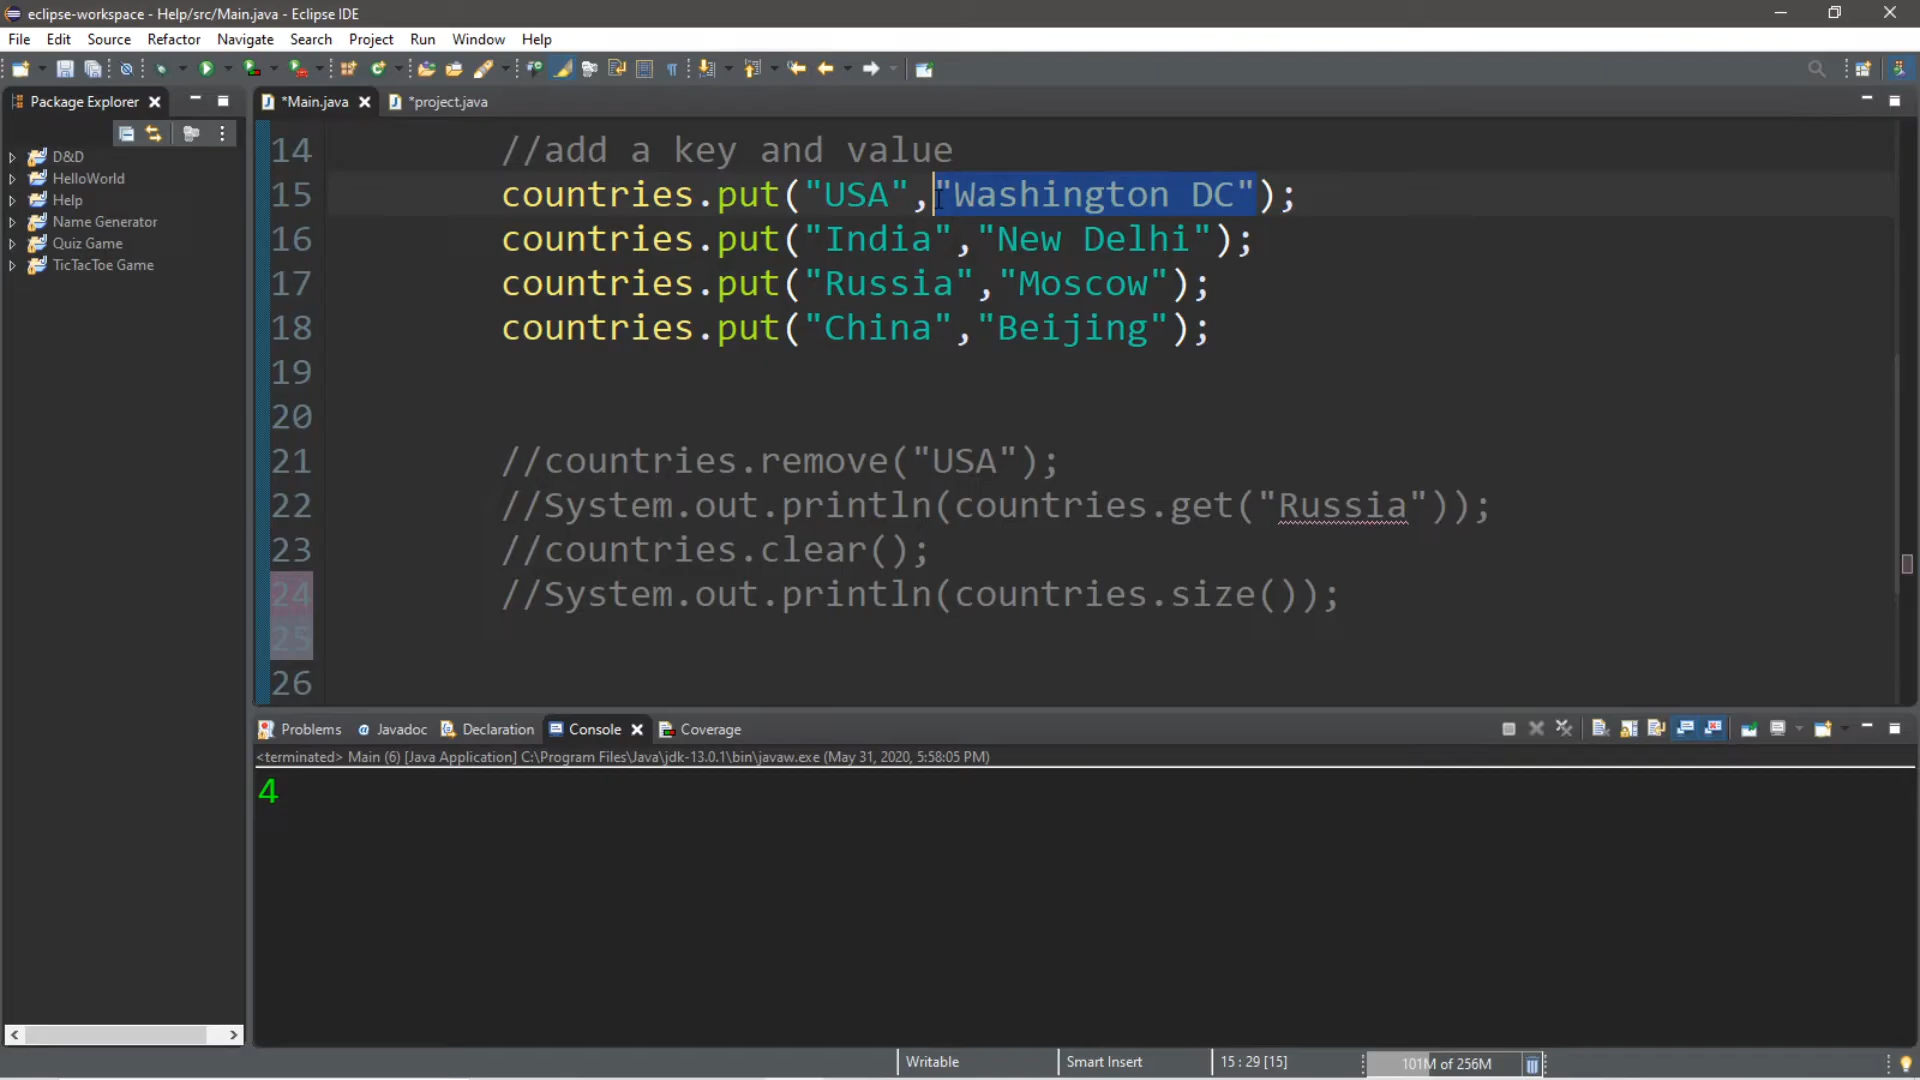 eclipse-workspace - Help/src/Main.java - Eclipse IDE
File Edit Source Refactor Navigate Search Project Run Window Help
Package Explorer
*Main.java *project.java
D&D
HelloWorld
Help
Name Generator
Quiz Game
TicTacToe Game
14 //add a key and value
15 countries.put("USA","Washington DC");
16 countries.put("India","New Delhi");
17 countries.put("Russia","Moscow");
18 countries.put("China","Beijing");
19
20
21 //countries.remove("USA");
22 //System.out.println(countries.get("Russia"));
23 //countries.clear();
24 //System.out.println(countries.size());
25
26
Problems Javadoc Declaration Console Coverage
<terminated> Main (6) [Java Application] C:\Program Files\Java\jdk-13.0.1\bin\javaw.exe (May 31, 2020, 5:58:05 PM)
4
Writable Smart Insert 15 : 29 [15] 101M of 256M